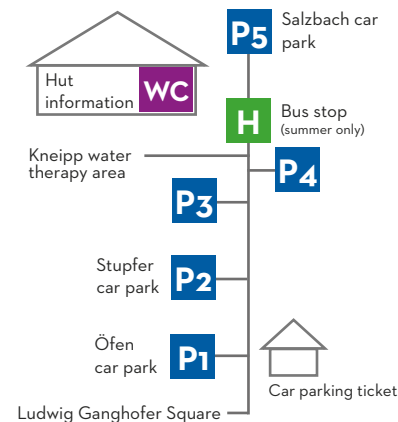 P5
Salzbach car
park
Hut
information
WC
H
Bus stop
(summer only)
Kneipp water
therapy area
P4
P3
Stupfer
car park
P2
Öfen
car park
P1
Car parking ticket
Ludwig Ganghofer Square